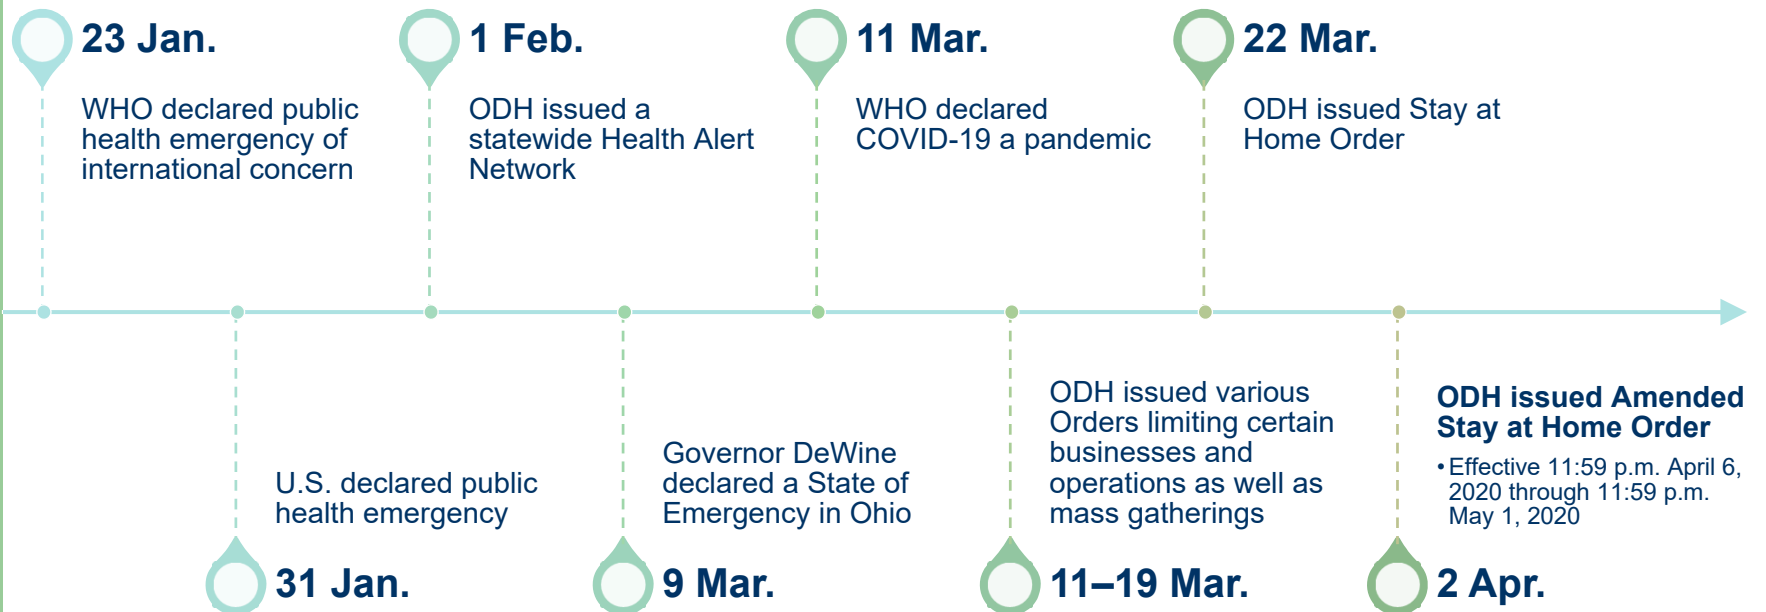 23 Jan.
WHO declared public
health emergency of
international concern
1 Feb.
ODH issued a
statewide Health Alert
Network
11 Mar.
WHO declared
COVID-19 a pandemic
22 Mar.
ODH issued Stay at
Home Order
U.S. declared public
health emergency
31 Jan.
Governor DeWine
declared a State of
Emergency in Ohio
9 Mar.
ODH issued various
Orders limiting certain
businesses and
operations as well as
mass gatherings
11–19 Mar.
ODH issued Amended
Stay at Home Order
• Effective 11:59 p.m. April 6,
2020 through 11:59 p.m.
May 1, 2020
2 Apr.